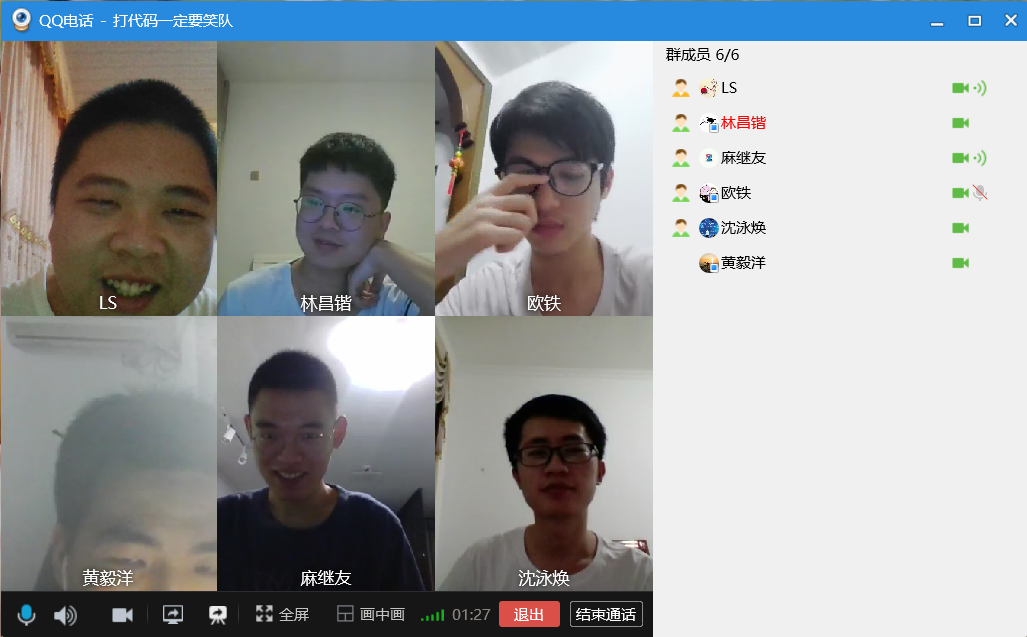 QQ电话 - 打代码一定要笑队
群成员 6/6
LS
林昌锴
麻继友
欧铁
沈泳焕
黄毅洋
LS
林昌锴
欧铁
黄毅洋
麻继友
沈泳焕
全屏
画中画
01:27
退出
结束通话